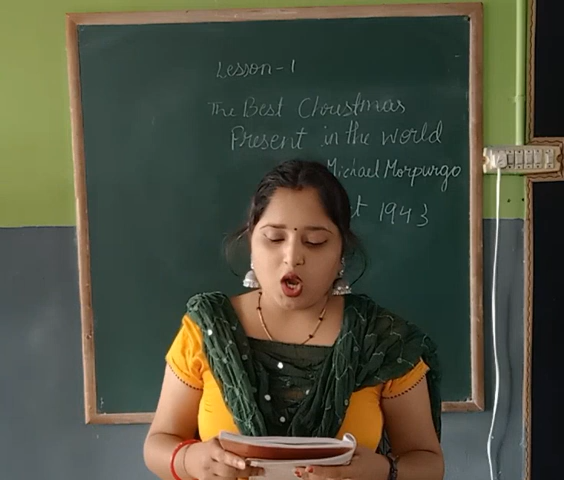 Lesson-1
The Best Christmas
Present in the world
Michael Morpurgo
1943